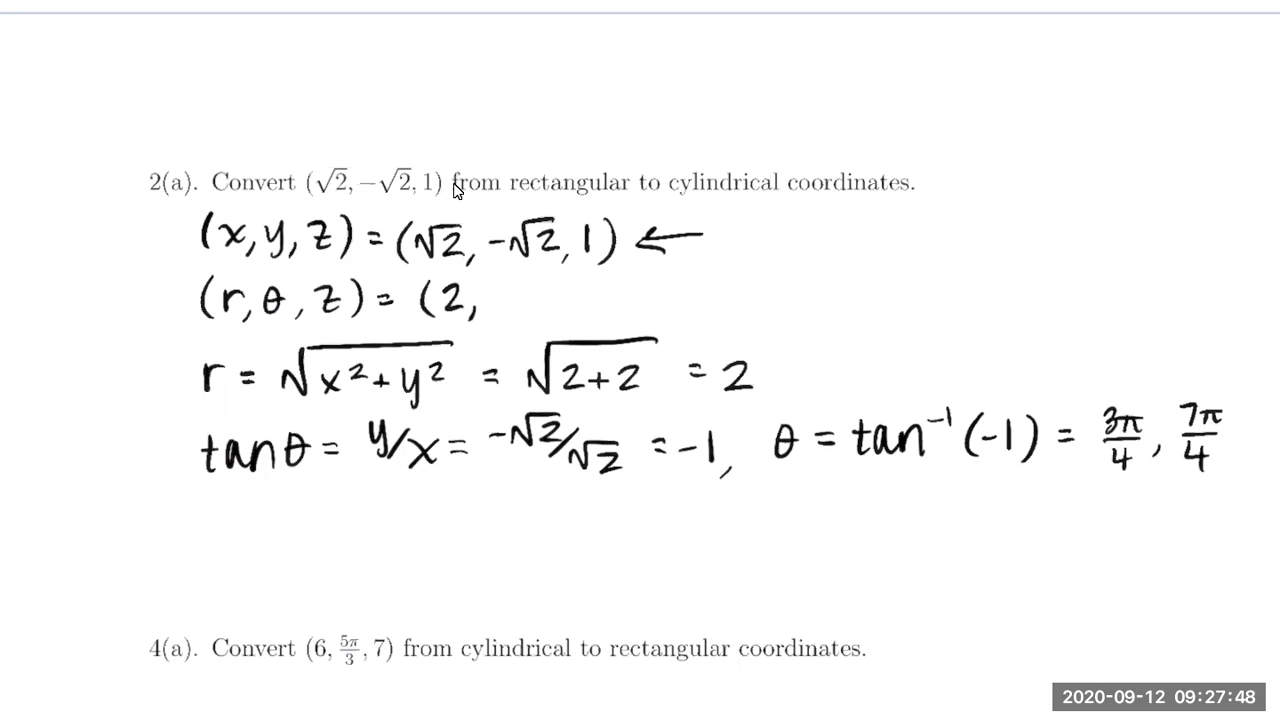 2(a). Convert (√2, −√2, 1) from rectangular to cylindrical coordinates.
(x, y, z) = (√2, -√2, 1) ←
(r, θ, z) = (2,
r = √(x² + y²) = √(2+2) = 2
tanθ = y/x = -√2/√2 = -1, θ = tan⁻¹(-1) = 3π/4, 7π/4
4(a). Convert (6, 5π/3, 7) from cylindrical to rectangular coordinates.
2020-09-12 09:27:48